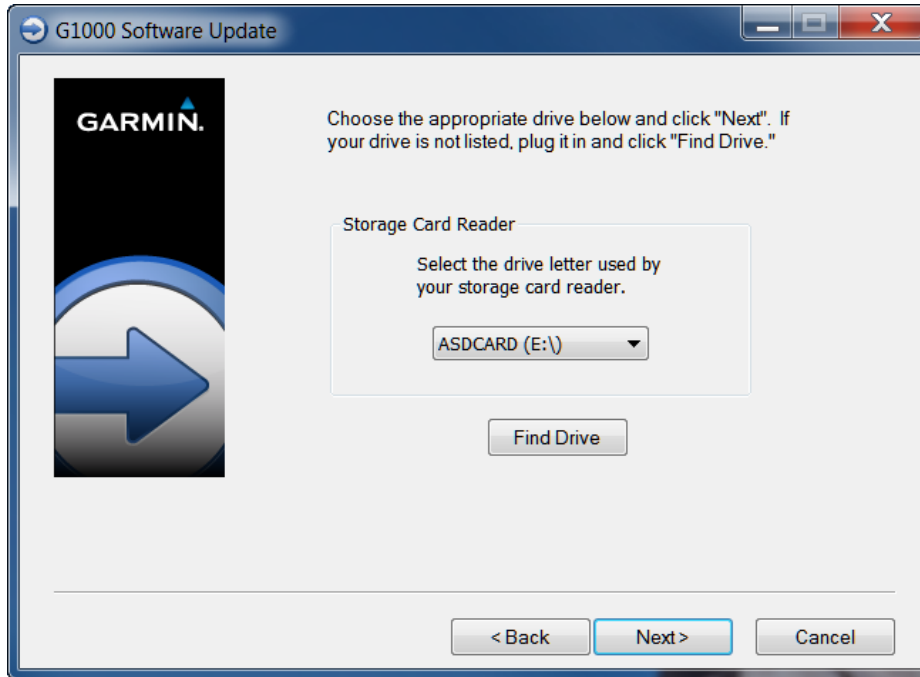 G1000 Software Update
GARMIN.
Choose the appropriate drive below and click "Next". If
your drive is not listed, plug it in and click "Find Drive."
Storage Card Reader
Select the drive letter used by
your storage card reader.
ASDCARD (E:\)
Find Drive
< Back
Next >
Cancel